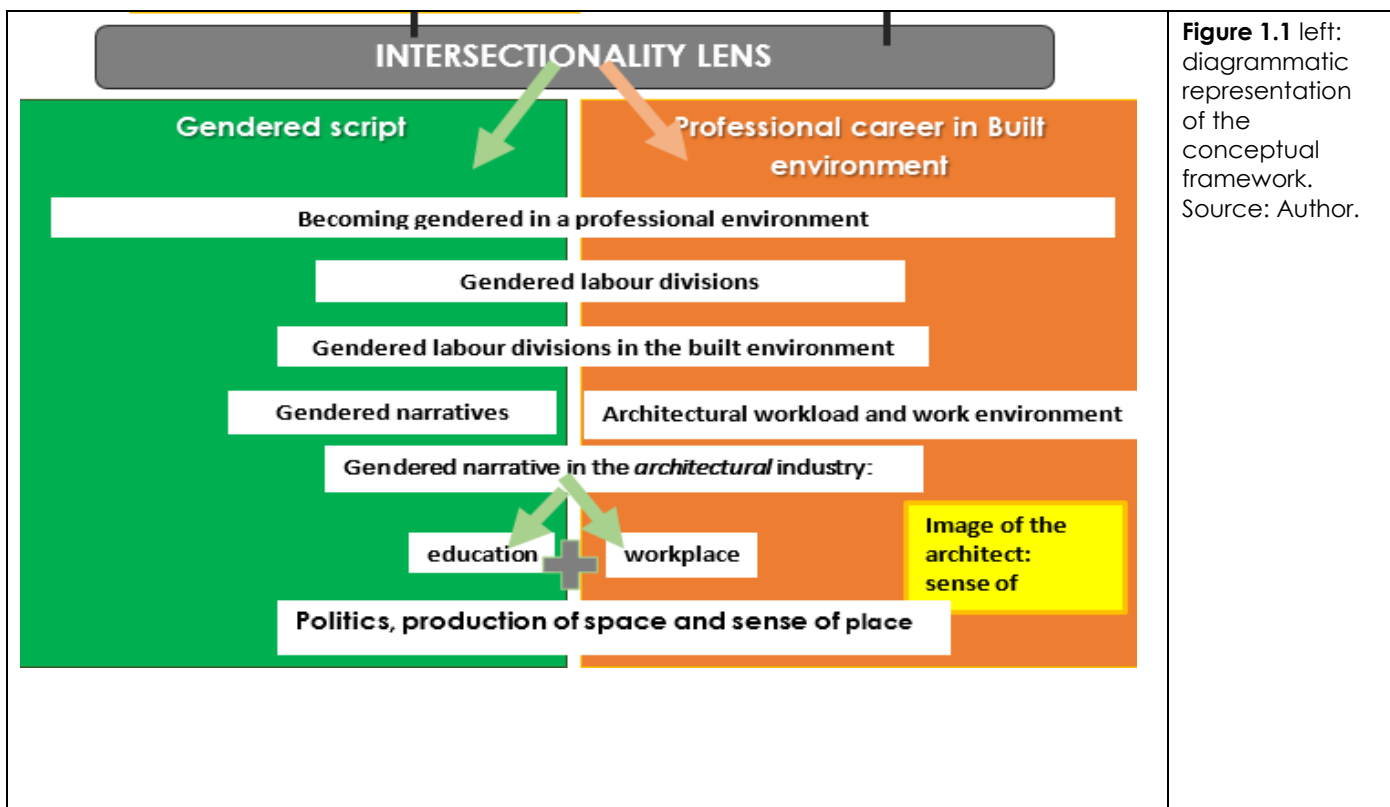 INTERSECTIONALITY LENS
Gendered script
Professional career in Built
environment
Becoming gendered in a professional environment
Gendered labour divisions
Gendered labour divisions in the built environment
Gendered narratives
Architectural workload and work environment
Gendered narrative in the architectural industry:
education
workplace
Image of the
architect:
sense of
Politics, production of space and sense of place
Figure 1.1 left:
diagrammatic
representation
of the
conceptual
framework.
Source: Author.